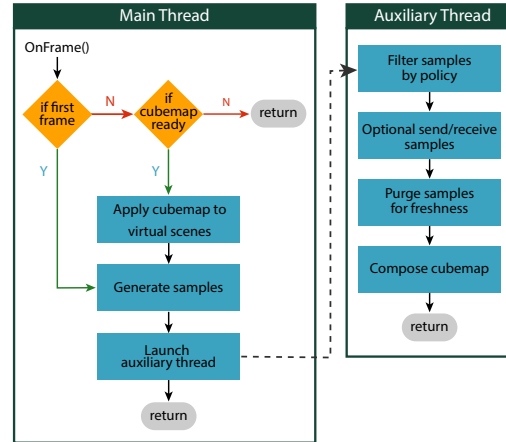 Main Thread
OnFrame()
if first
frame
N
if
cubemap
ready
N
return
Y
Y
Apply cubemap to
virtual scenes
Generate samples
Launch
auxiliary thread
return
Auxiliary Thread
Filter samples
by policy
Optional send/receive
samples
Purge samples
for freshness
Compose cubemap
return